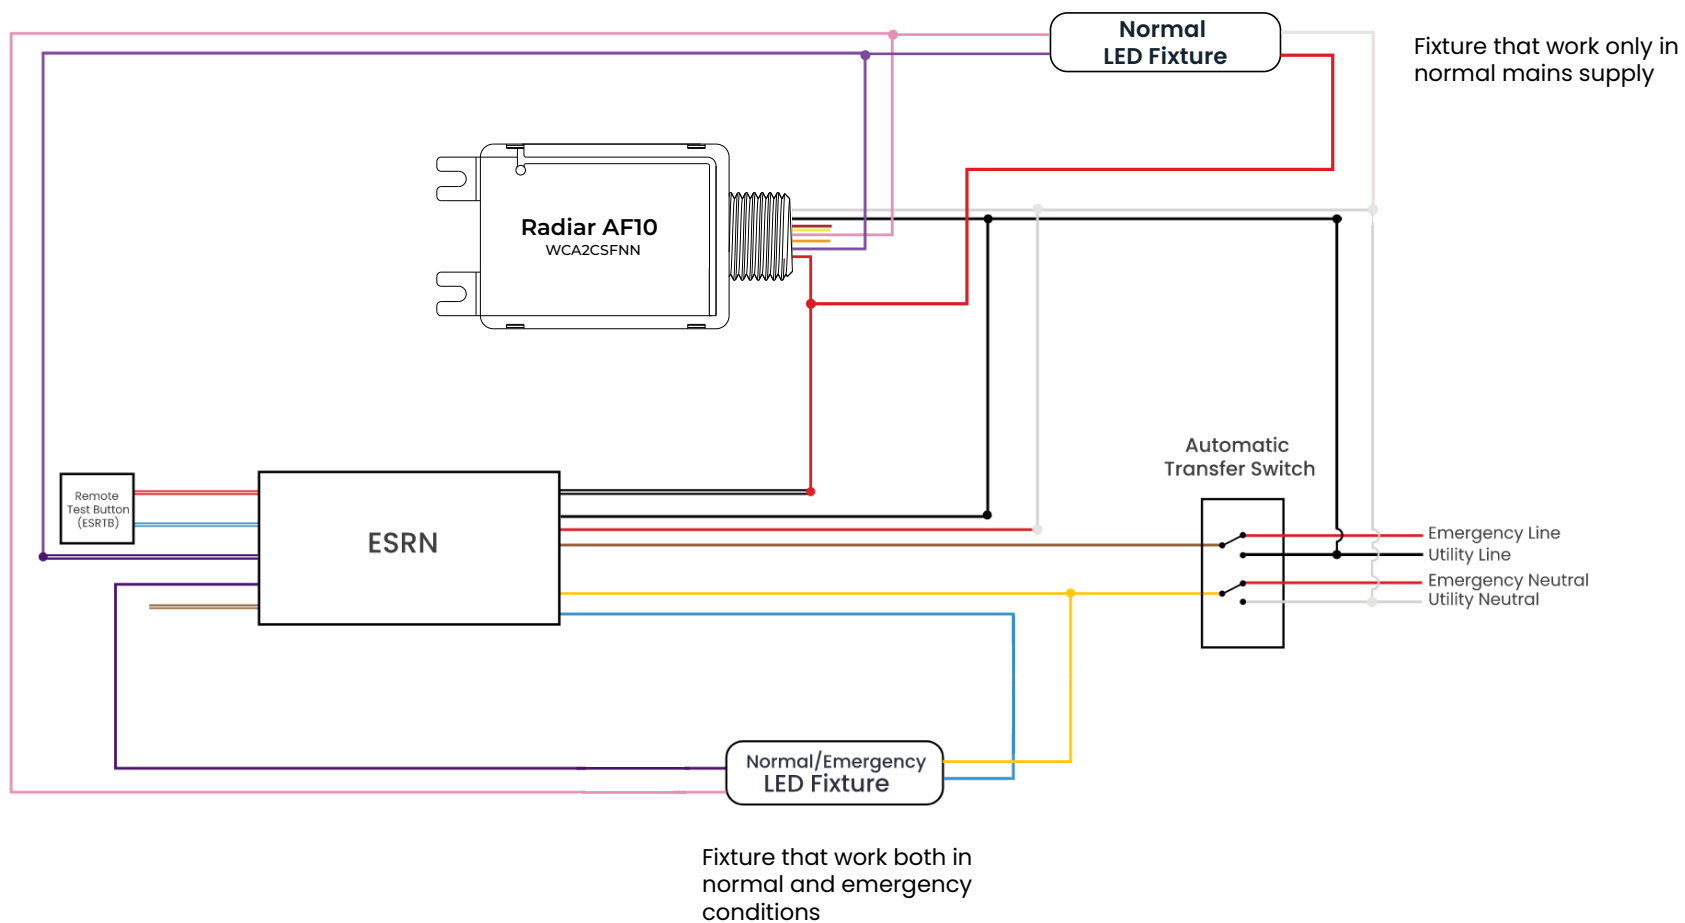 Normal
LED Fixture
Fixture that work only in
normal mains supply
Radiar AF10
WCA2CSFNN
Automatic
Transfer Switch
Remote
Test Button
(ESRTB)
ESRN
Emergency Line
Utility Line
Emergency Neutral
Utility Neutral
Normal/Emergency
LED Fixture
Fixture that work both in
normal and emergency
conditions